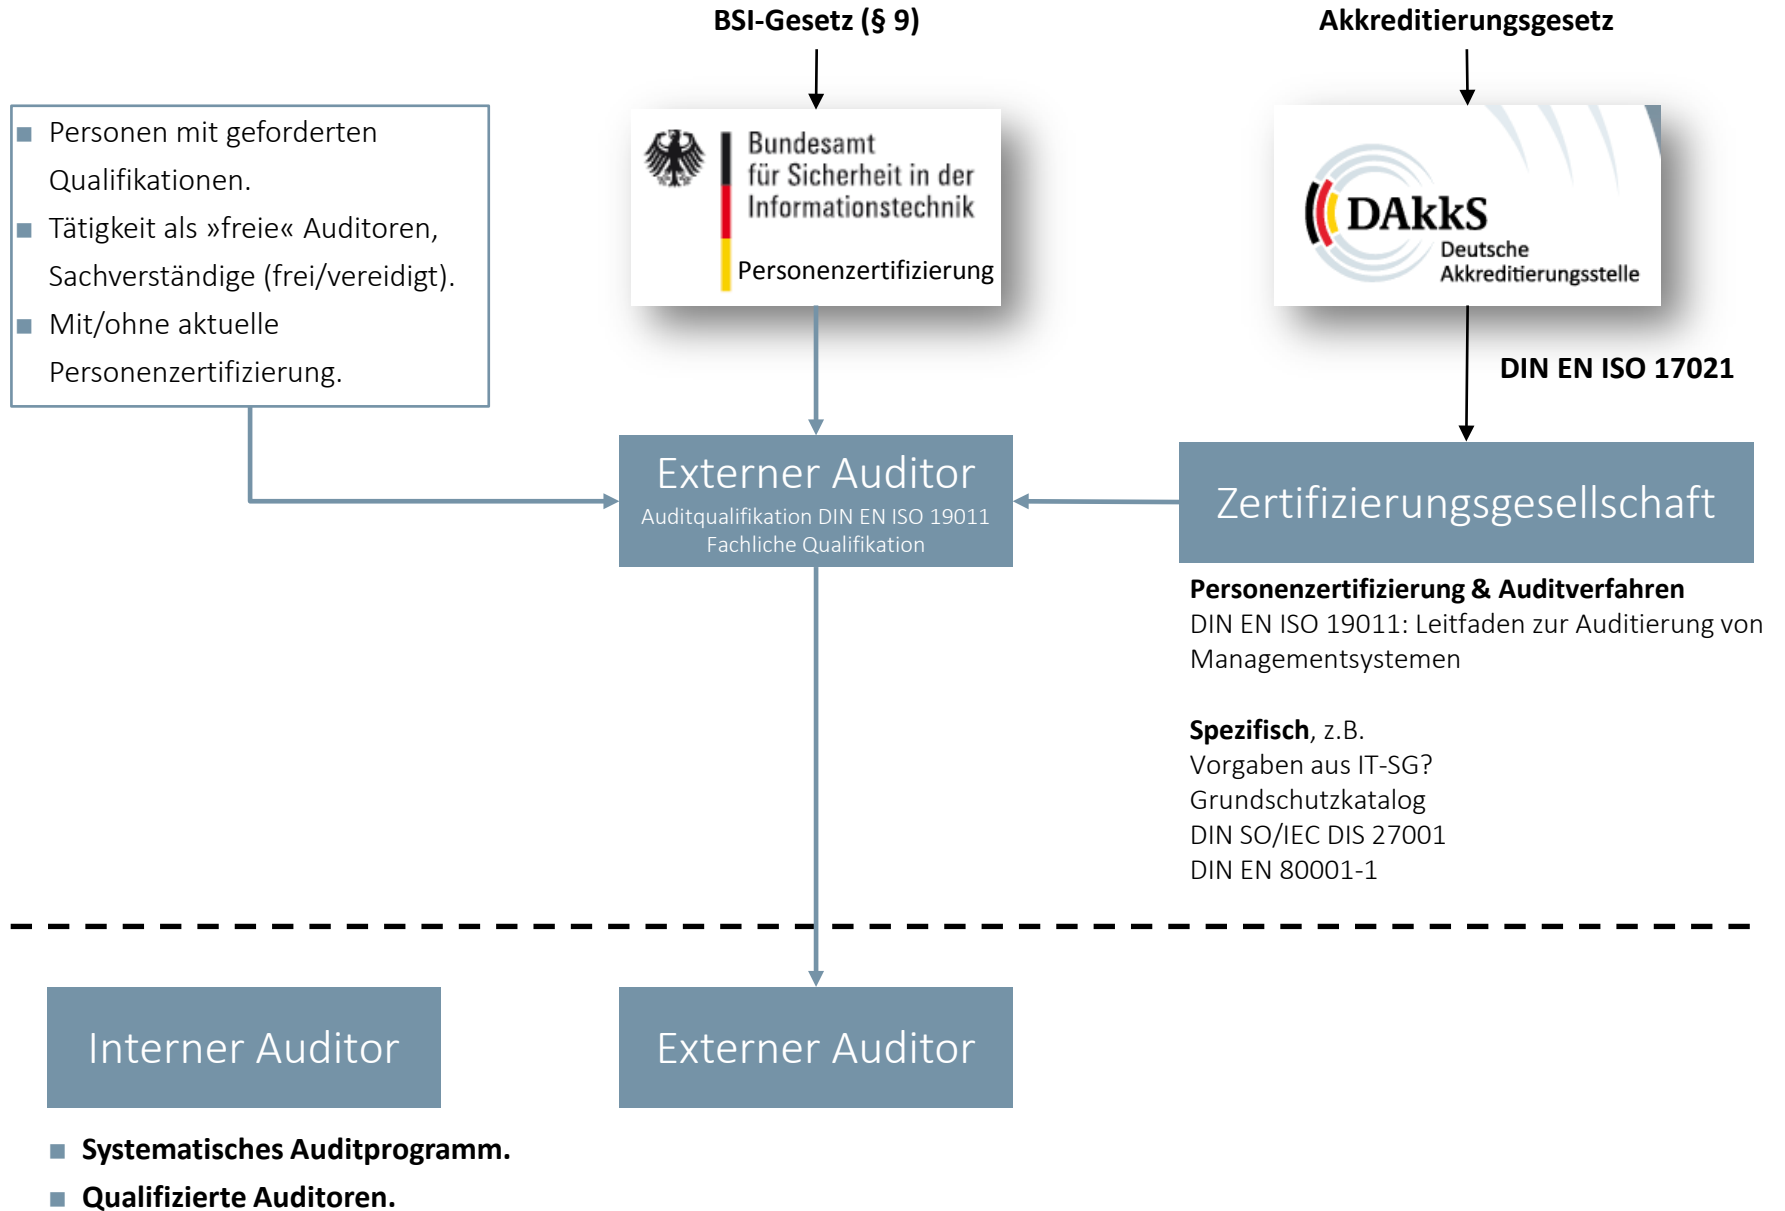 BSI-Gesetz (§ 9)
Akkreditierungsgesetz
Personen mit geforderten
Qualifikationen.
Tätigkeit als »freie« Auditoren,
Sachverständige (frei/vereidigt).
Mit/ohne aktuelle
Personenzertifizierung.
Bundesamt
für Sicherheit in der
Informationstechnik
Personenzertifizierung
DAkkS
Deutsche
Akkreditierungsstelle
DIN EN ISO 17021
Externer Auditor
Auditqualifikation DIN EN ISO 19011
Fachliche Qualifikation
Zertifizierungsgesellschaft
Personenzertifizierung & Auditverfahren
DIN EN ISO 19011: Leitfaden zur Auditierung von
Managementsystemen
Spezifisch, z.B.
Vorgaben aus IT-SG?
Grundschutzkatalog
DIN SO/IEC DIS 27001
DIN EN 80001-1
Interner Auditor
Externer Auditor
Systematisches Auditprogramm.
Qualifizierte Auditoren.